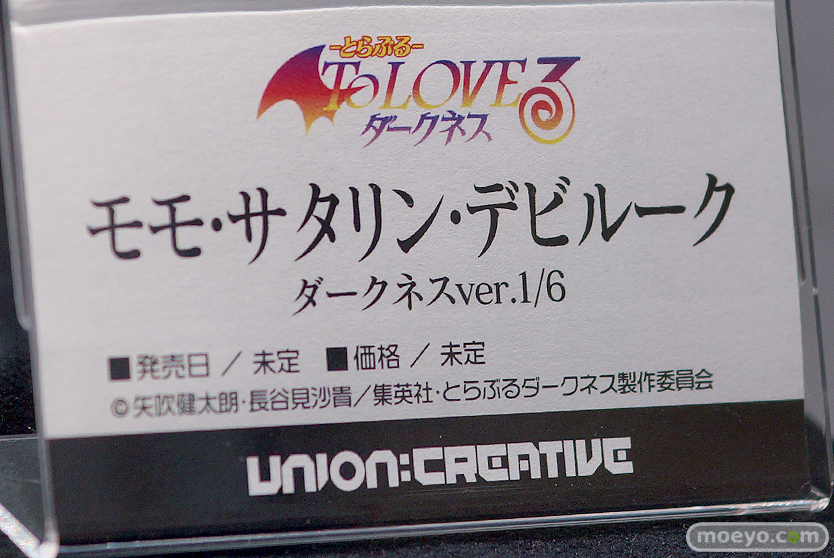 -とらぶる-
To LOVEる
ダークネス
モモ・サタリン・デビルーク
ダークネスver.1/6
■発売日 / 未定 ■価格 / 未定
©矢吹健太朗・長谷見沙貴／集英社・とらぶるダークネス製作委員会
UNION:CREATIVE
moeyo.com